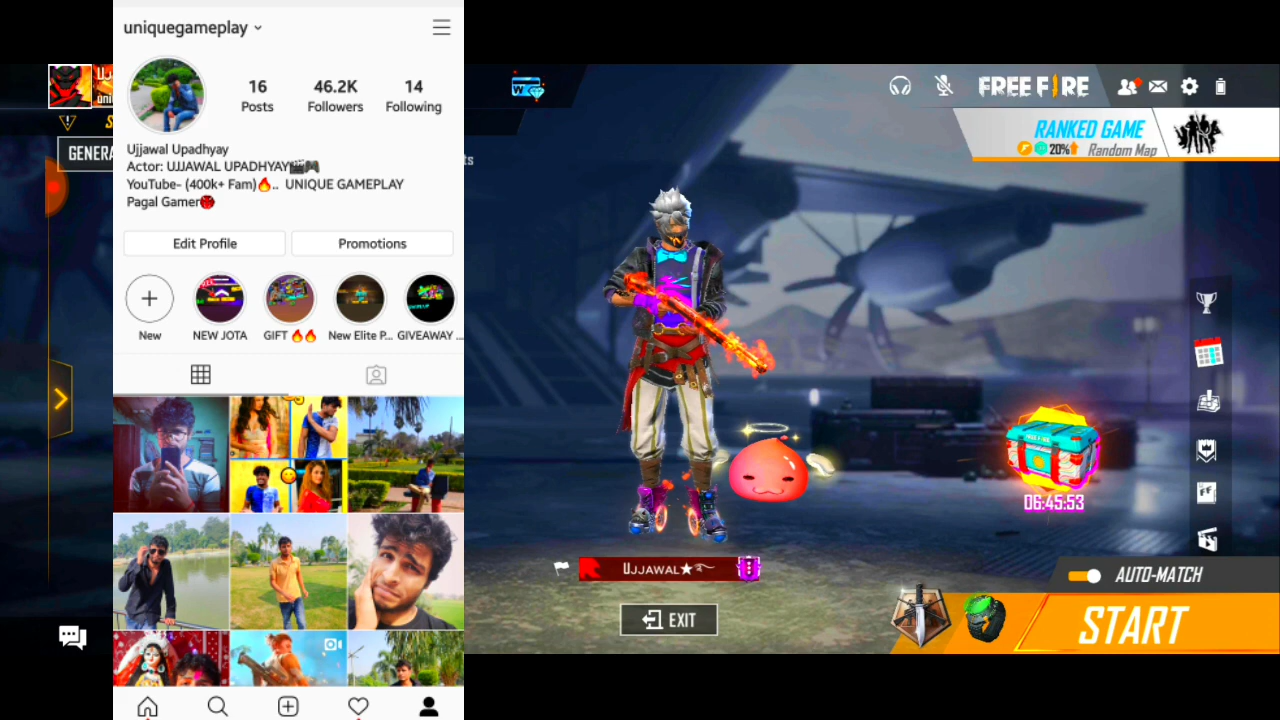 uniquegameplay
16
Posts
46.2K
Followers
14
Following
Ujjawal Upadhyay
Actor: UJJAWAL UPADHYAY🎬🎮
YouTube- (400k+ Fam)🔥.. UNIQUE GAMEPLAY
Pagal Gamer👹
Edit Profile
Promotions
New
NEW JOTA
GIFT 🔥🔥
New Elite P...
GIVEAWAY ...
GENERA
ts
W
FREE FIRE
RANKED GAME
20%
Random Map
06:45:53
UJJAWAL★
EXIT
AUTO-MATCH
START